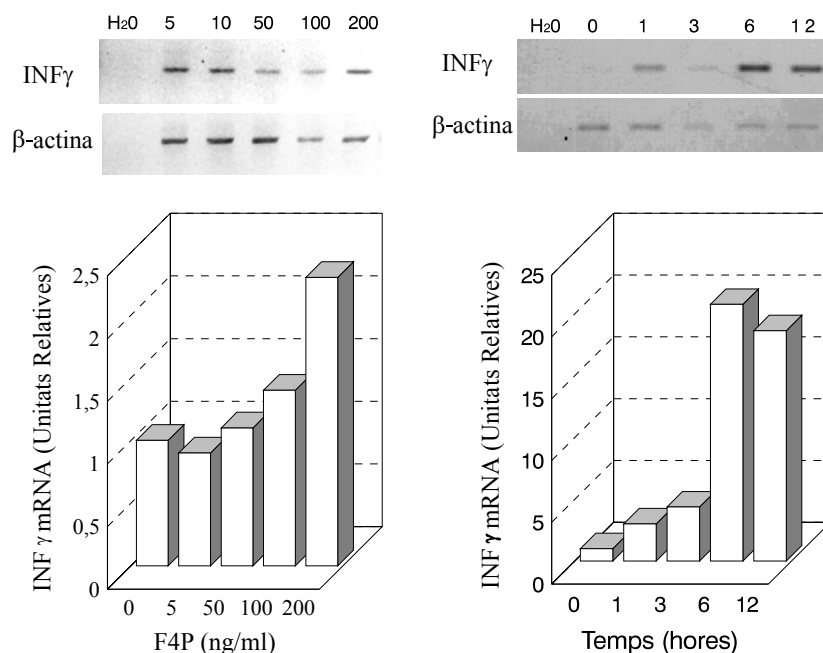 H20 5 10 50 100 200
INFγ
β-actina
2,5
2
1,5
1
0,5
0
INF γ mRNA (Unitats Relatives)
0 5 50 100 200
F4P (ng/ml)
H20 0 1 3 6 12
INFγ
β-actina
25
20
15
10
5
0
INF γ mRNA (Unitats Relatives)
0 1 3 6 12
Temps (hores)